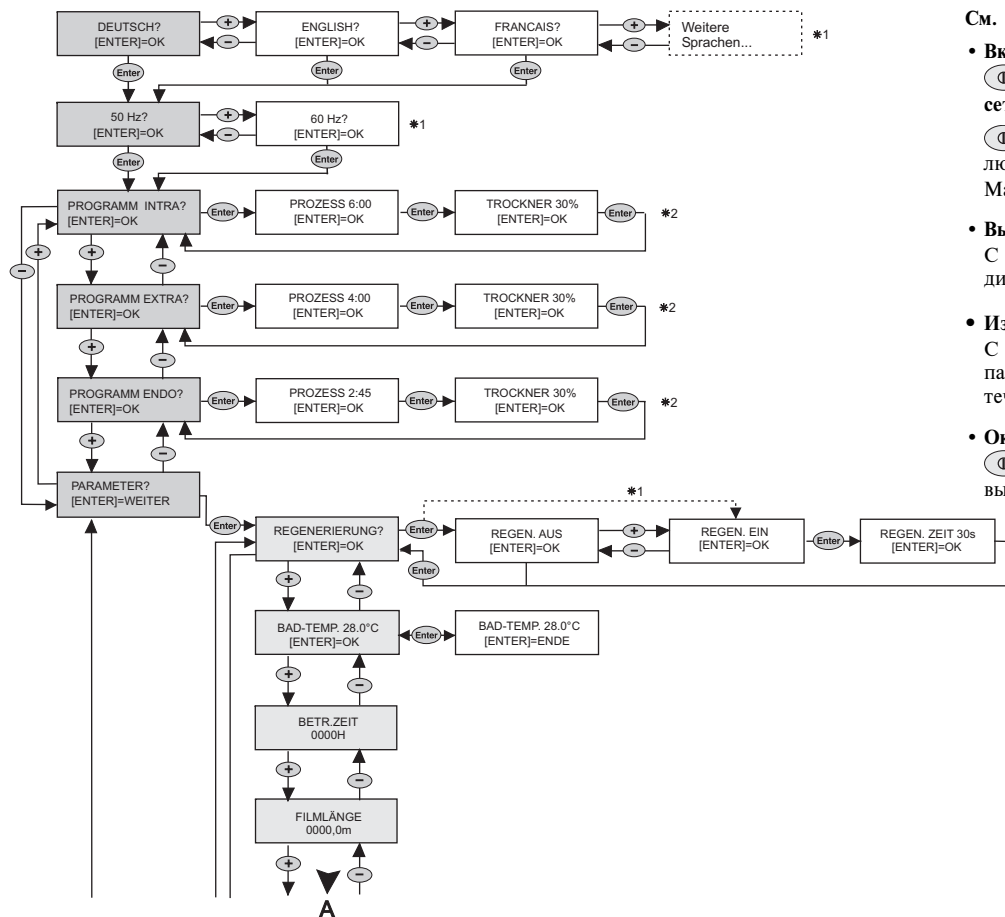 DEUTSCH?
[ENTER]=OK
+
−
ENGLISH?
[ENTER]=OK
+
−
FRANCAIS?
[ENTER]=OK
+
−
Weitere
Sprachen...
*1
Enter
Enter
Enter
50 Hz?
[ENTER]=OK
+
−
60 Hz?
[ENTER]=OK
*1
Enter
Enter
PROGRAMM INTRA?
[ENTER]=OK
Enter
PROZESS 6:00
[ENTER]=OK
Enter
TROCKNER 30%
[ENTER]=OK
Enter
*2
+
−
+
−
PROGRAMM EXTRA?
[ENTER]=OK
Enter
PROZESS 4:00
[ENTER]=OK
Enter
TROCKNER 30%
[ENTER]=OK
Enter
*2
+
−
PROGRAMM ENDO?
[ENTER]=OK
Enter
PROZESS 2:45
[ENTER]=OK
Enter
TROCKNER 30%
[ENTER]=OK
Enter
*2
+
−
PARAMETER?
[ENTER]=WEITER
Enter
*1
REGENERIERUNG?
[ENTER]=OK
Enter
Enter
REGEN. AUS
[ENTER]=OK
+
−
REGEN. EIN
[ENTER]=OK
Enter
REGEN. ZEIT 30s
[ENTER]=OK
+
−
BAD-TEMP. 28.0°C
[ENTER]=OK
Enter
BAD-TEMP. 28.0°C
[ENTER]=ENDE
+
−
BETR.ZEIT
0000H
+
−
FILMLÄNGE
0000,0m
+
−
A
См.
•
сет
лю
•
С
ди
•
С
па
•
вы